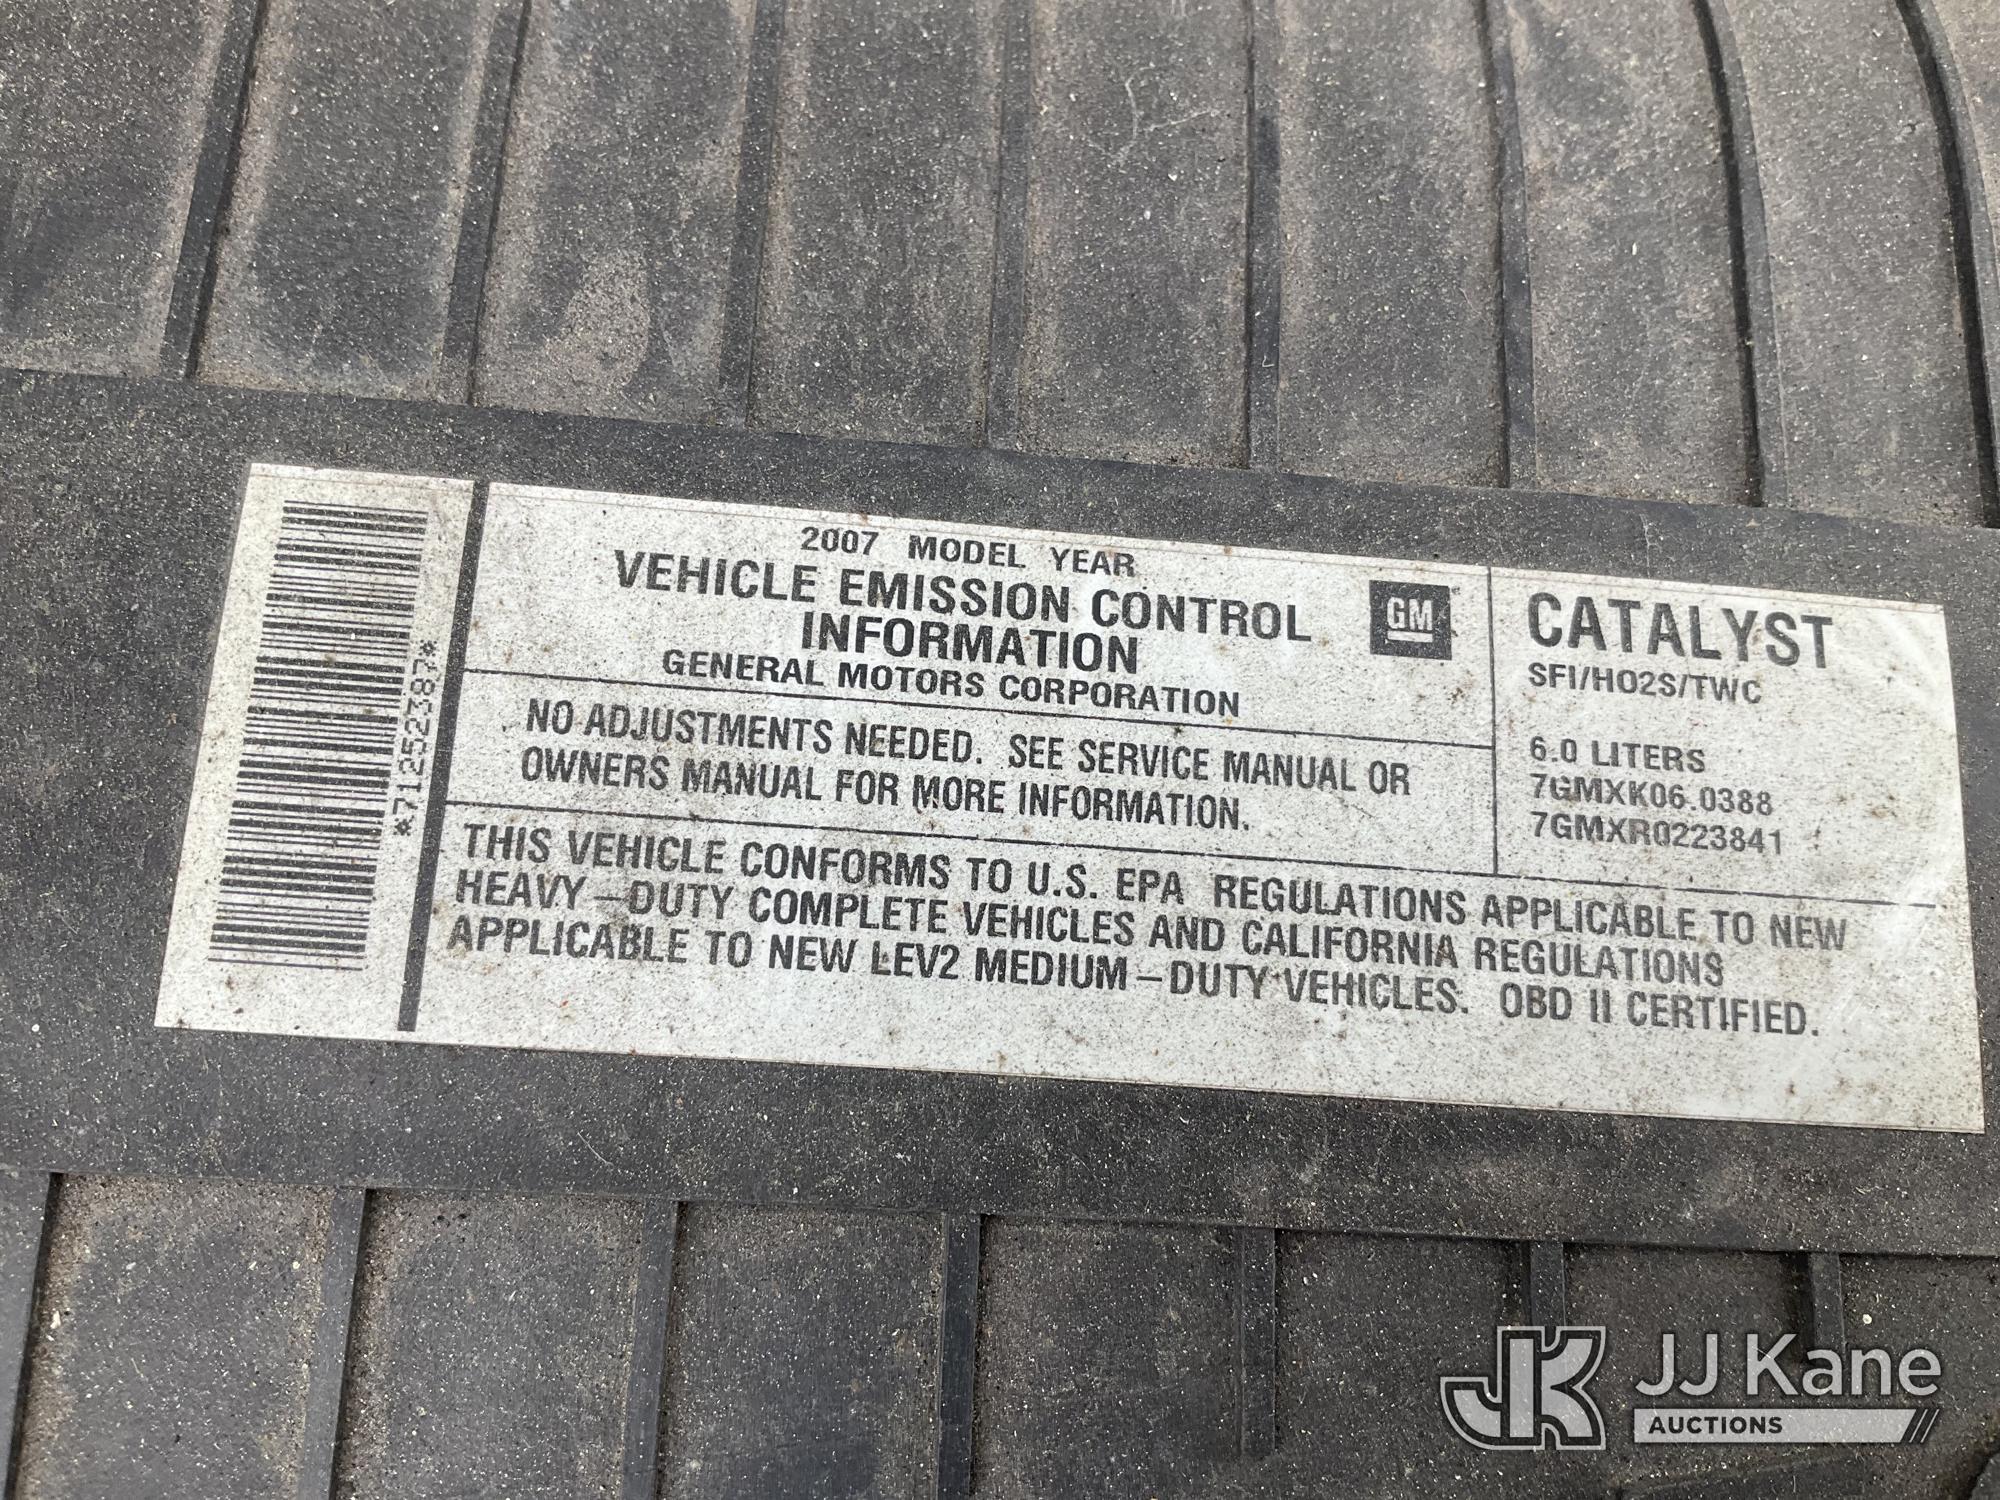 *71252387*
2007 MODEL YEAR
VEHICLE EMISSION CONTROL
INFORMATION
GENERAL MOTORS CORPORATION
GM
NO ADJUSTMENTS NEEDED. SEE SERVICE MANUAL OR
OWNERS MANUAL FOR MORE INFORMATION.
CATALYST
SFI/HO2S/TWC
6.0 LITERS
7GMXK06.0388
7GMXR0223841
THIS VEHICLE CONFORMS TO U.S. EPA REGULATIONS APPLICABLE TO NEW
HEAVY-DUTY COMPLETE VEHICLES AND CALIFORNIA REGULATIONS
APPLICABLE TO NEW LEV2 MEDIUM-DUTY VEHICLES. OBD II CERTIFIED.
JK
JJ Kane
AUCTIONS